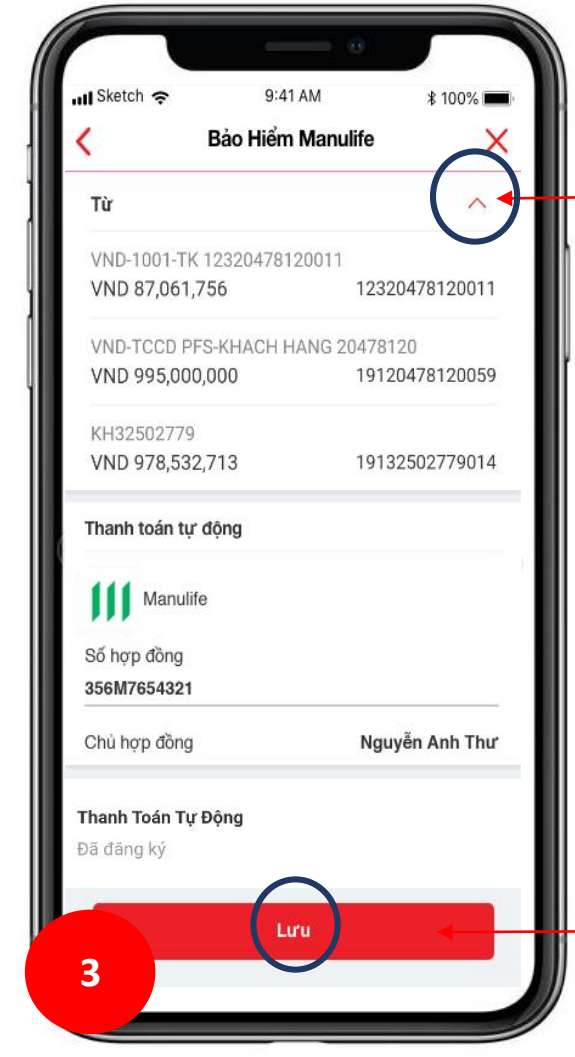 Sketch 9:41 AM 100%
Bảo Hiểm Manulife
Từ
VND-1001-TK 12320478120011
VND 87,061,756 12320478120011
VND-TCCD PFS-KHACH HANG 20478120
VND 995,000,000 19120478120059
KH32502779
VND 978,532,713 19132502779014
Thanh toán tự động
Manulife
Số hợp đồng
356M7654321
Chủ hợp đồng Nguyễn Anh Thư
Thanh Toán Tự Động
Đã đăng ký
Lưu
3